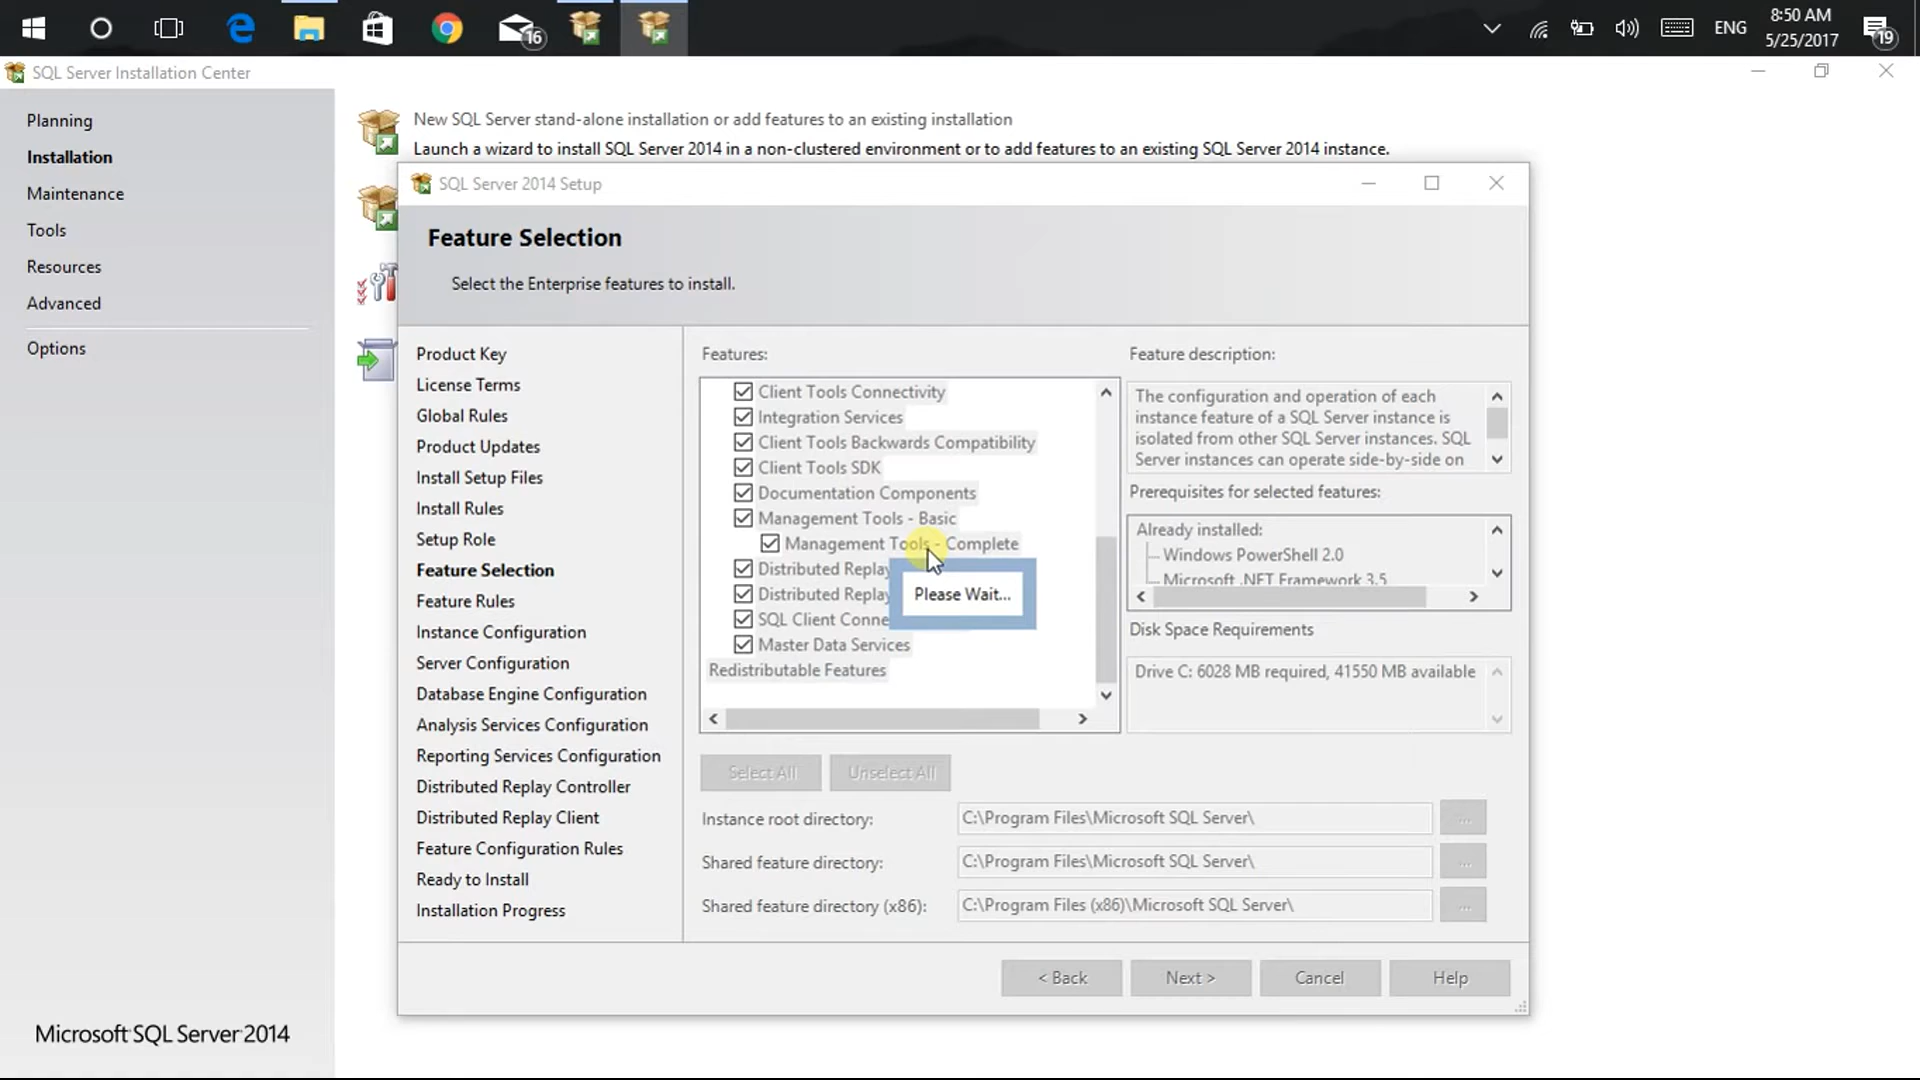 16
ENG
8:50 AM
5/25/2017
19
SQL Server Installation Center
Planning
Installation
Maintenance
Tools
Resources
Advanced
Options
Microsoft SQL Server 2014
New SQL Server stand-alone installation or add features to an existing installation
Launch a wizard to install SQL Server 2014 in a non-clustered environment or to add features to an existing SQL Server 2014 instance.
SQL Server 2014 Setup
Feature Selection
Select the Enterprise features to install.
Product Key
License Terms
Global Rules
Product Updates
Install Setup Files
Install Rules
Setup Role
Feature Selection
Feature Rules
Instance Configuration
Server Configuration
Database Engine Configuration
Analysis Services Configuration
Reporting Services Configuration
Distributed Replay Controller
Distributed Replay Client
Feature Configuration Rules
Ready to Install
Installation Progress
Features:
Client Tools Connectivity
Integration Services
Client Tools Backwards Compatibility
Client Tools SDK
Documentation Components
Management Tools - Basic
Management Tools - Complete
Distributed Replay
Distributed Replay
SQL Client Conne
Master Data Services
Redistributable Features
Please Wait...
Select All
Unselect All
Feature description:
The configuration and operation of each
instance feature of a SQL Server instance is
isolated from other SQL Server instances. SQL
Server instances can operate side-by-side on
Prerequisites for selected features:
Already installed:
Windows PowerShell 2.0
Microsoft .NET Framework 3.5
Disk Space Requirements
Drive C: 6028 MB required, 41550 MB available
Instance root directory:
C:\Program Files\Microsoft SQL Server\
...
Shared feature directory:
C:\Program Files\Microsoft SQL Server\
...
Shared feature directory (x86):
C:\Program Files (x86)\Microsoft SQL Server\
...
< Back
Next >
Cancel
Help